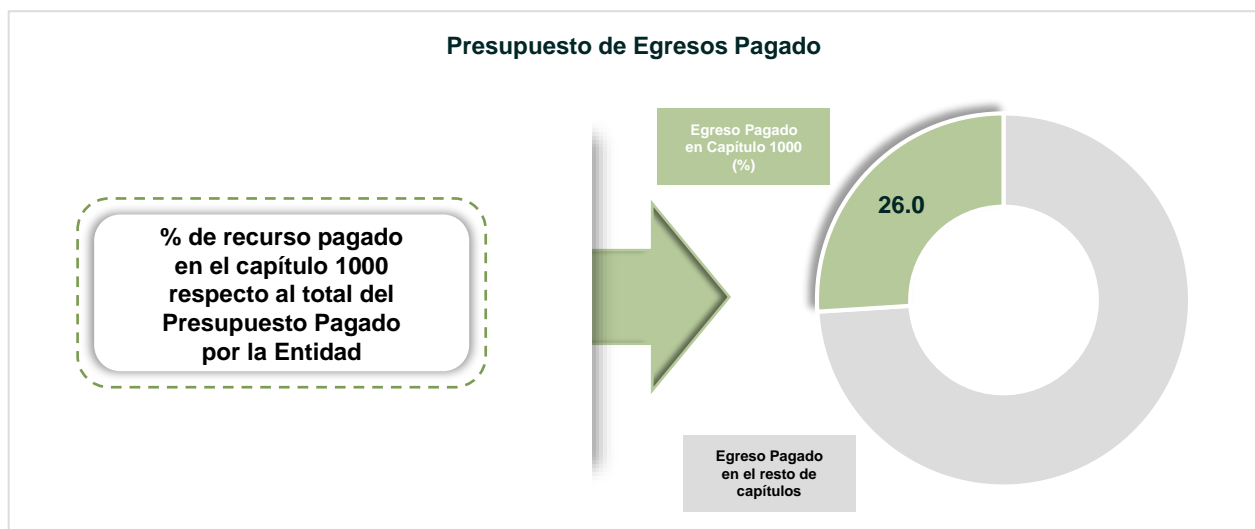 Presupuesto de Egresos Pagado
% de recurso pagado
en el capítulo 1000
respecto al total del
Presupuesto Pagado
por la Entidad
Egreso Pagado
en Capítulo 1000
(%)
26.0
Egreso Pagado
en el resto de
capítulos